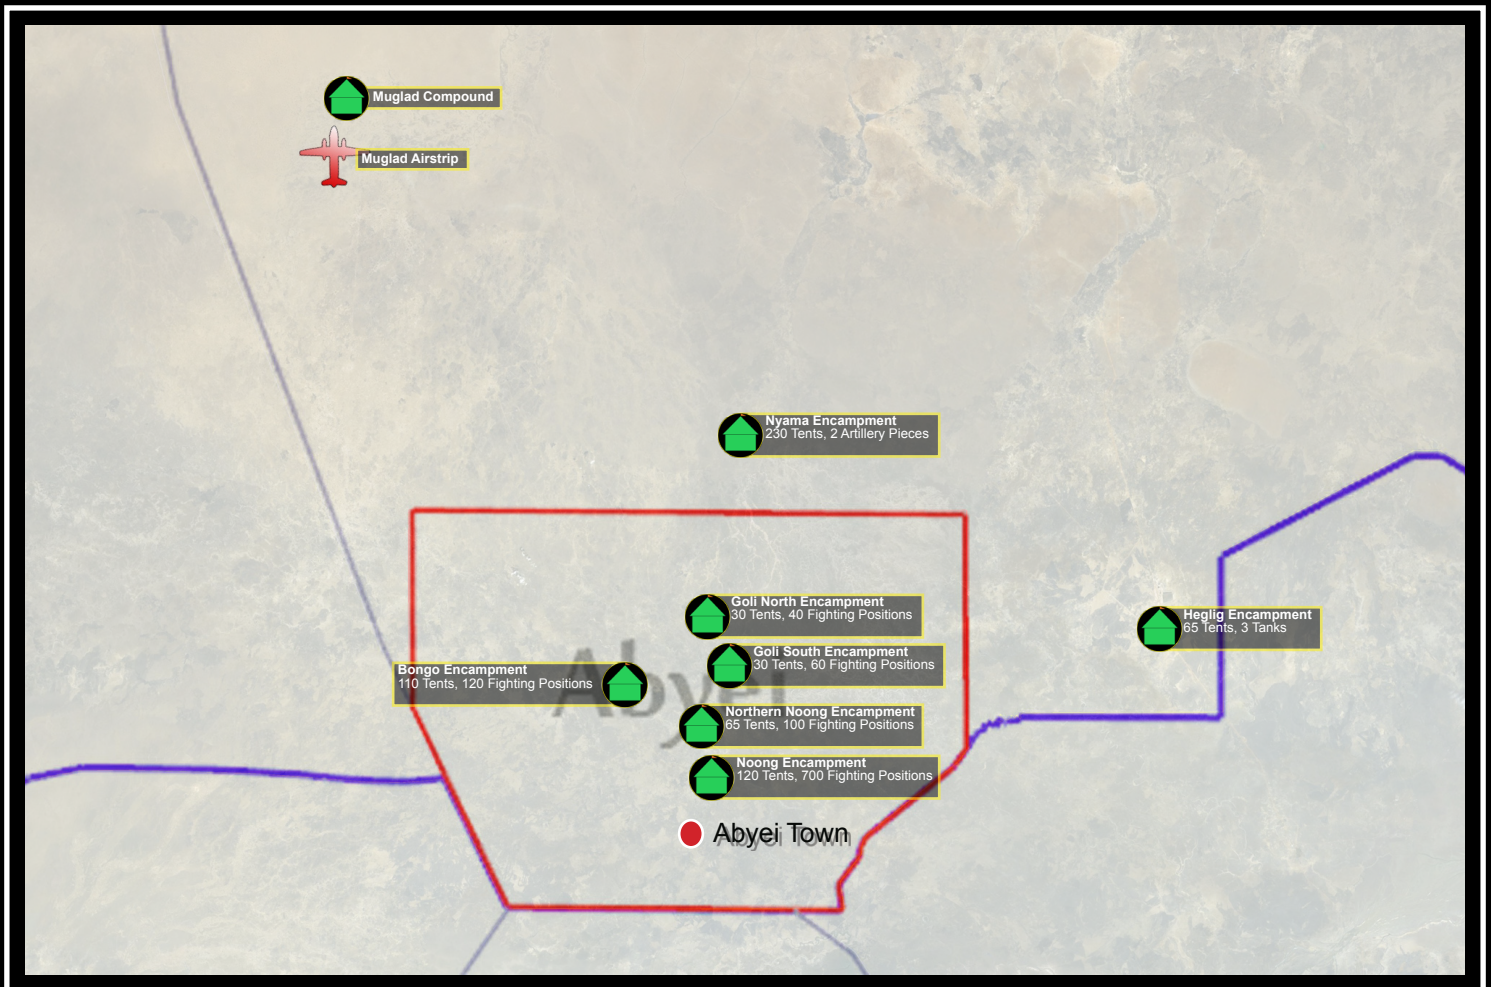 Muglad Compound
Muglad Airstrip
Nyama Encampment
230 Tents, 2 Artillery Pieces
Goli North Encampment
30 Tents, 40 Fighting Positions
Heglig Encampment
65 Tents, 3 Tanks
Goli South Encampment
30 Tents, 60 Fighting Positions
Bongo Encampment
110 Tents, 120 Fighting Positions
Abyei
Northern Noong Encampment
65 Tents, 100 Fighting Positions
Noong Encampment
120 Tents, 700 Fighting Positions
Abyei Town